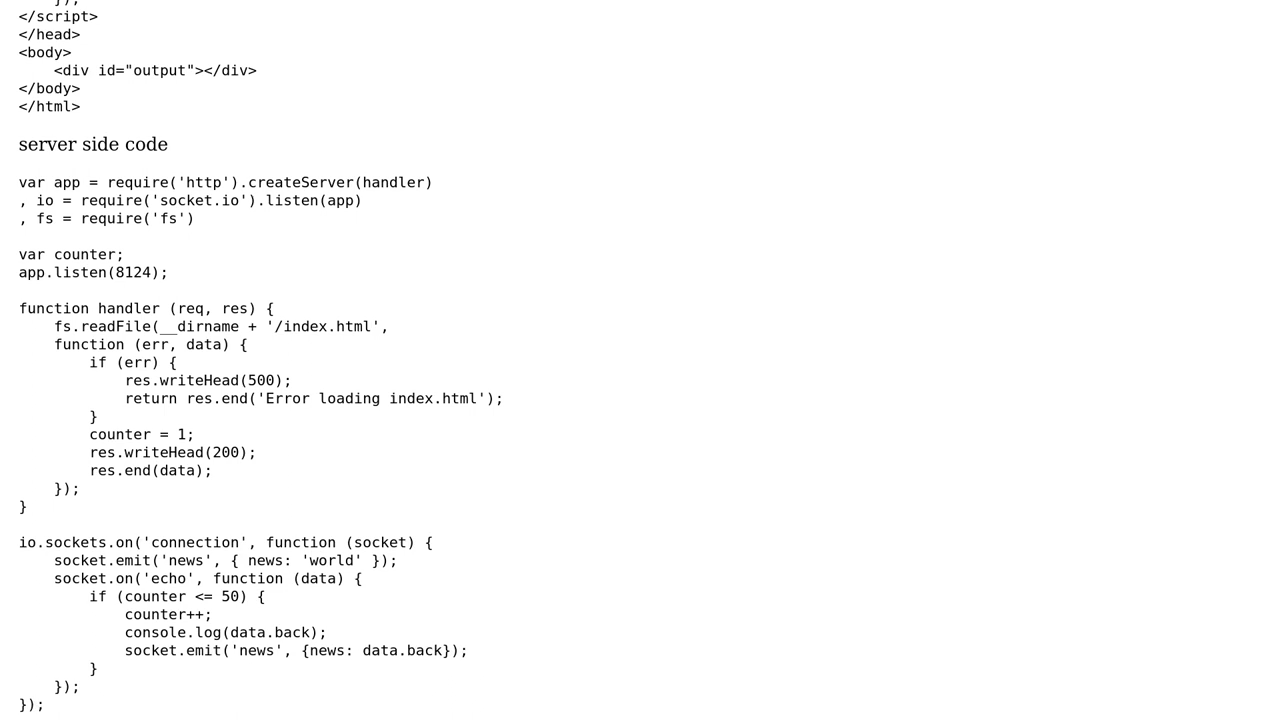 });
</script>
</head>
<body>
    <div id="output"></div>
</body>
</html>
server side code
var app = require('http').createServer(handler)
, io = require('socket.io').listen(app)
, fs = require('fs')
var counter;
app.listen(8124);
function handler (req, res) {
    fs.readFile(__dirname + '/index.html',
    function (err, data) {
        if (err) {
            res.writeHead(500);
            return res.end('Error loading index.html');
        }
        counter = 1;
        res.writeHead(200);
        res.end(data);
    });
}
io.sockets.on('connection', function (socket) {
    socket.emit('news', { news: 'world' });
    socket.on('echo', function (data) {
        if (counter <= 50) {
            counter++;
            console.log(data.back);
            socket.emit('news', {news: data.back});
        }
    });
});